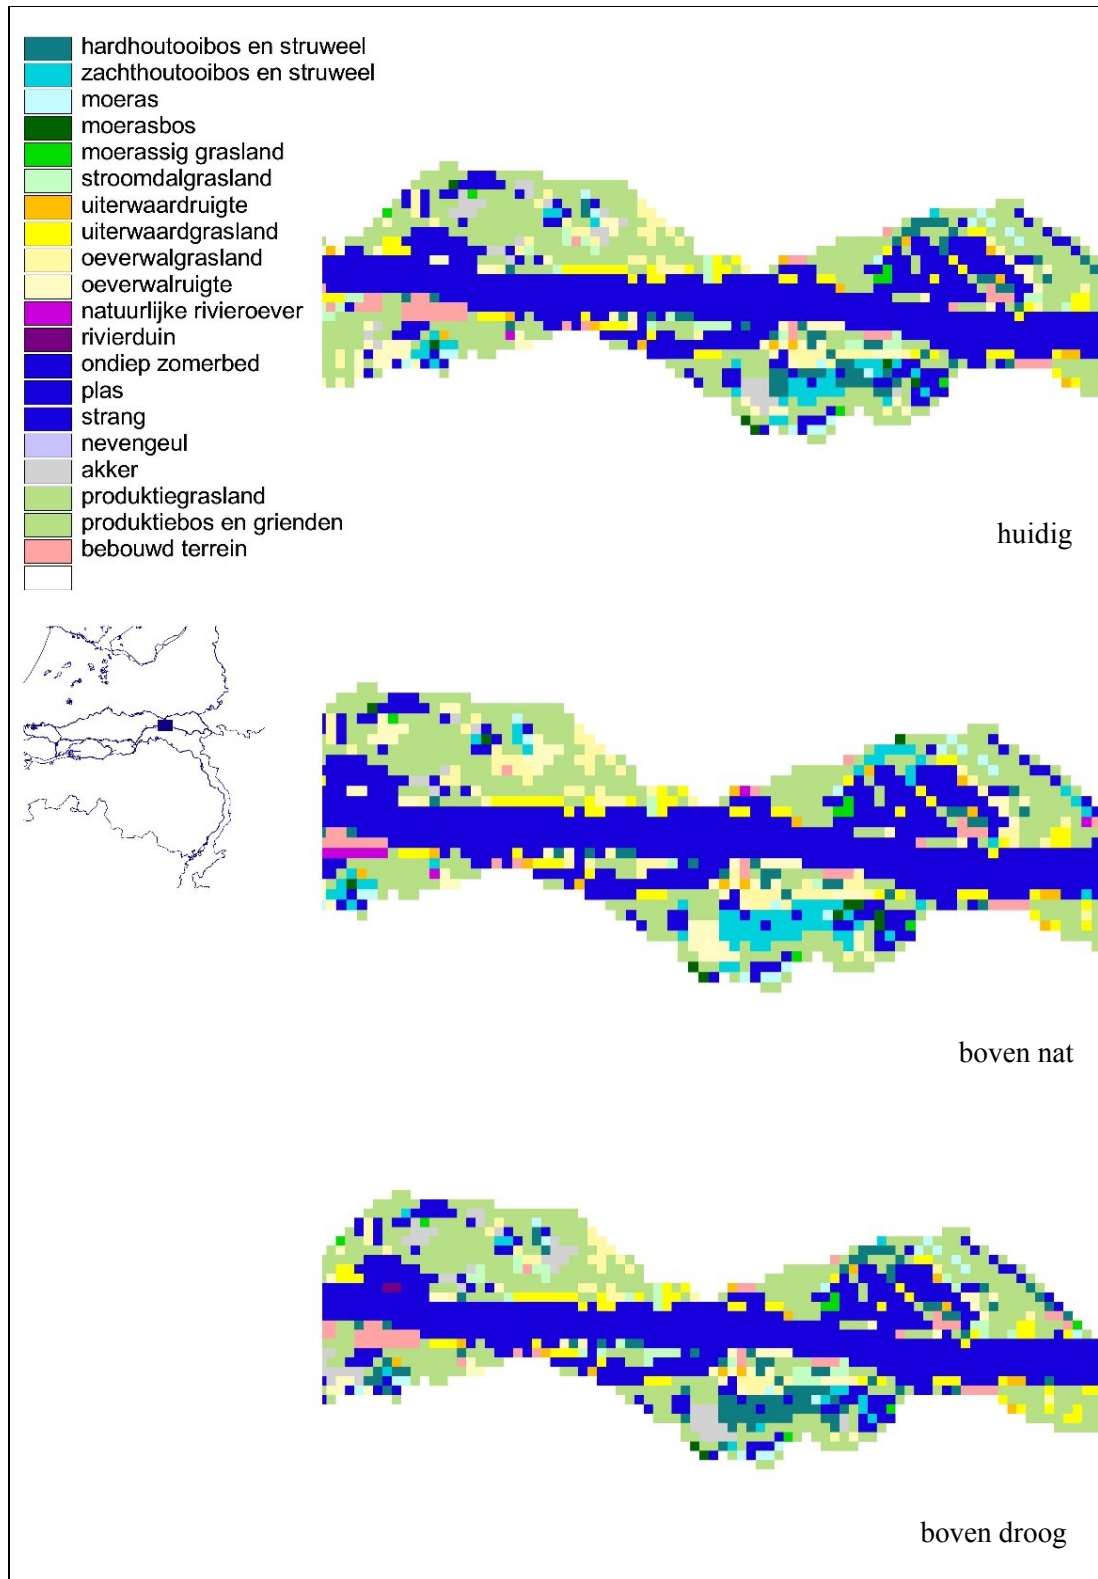 hardhoutooibos en struweel
zachthoutooibos en struweel
moeras
moerasbos
moerassig grasland
stroomdalgrasland
uiterwaardruigte
uiterwaardgrasland
oeverwalgrasland
oeverwalruigte
natuurlijke rivieroever
rivierduin
ondiep zomerbed
plas
strang
nevengeul
akker
produktiegrasland
produktiebos en grienden
bebouwd terrein
huidig
boven nat
boven droog